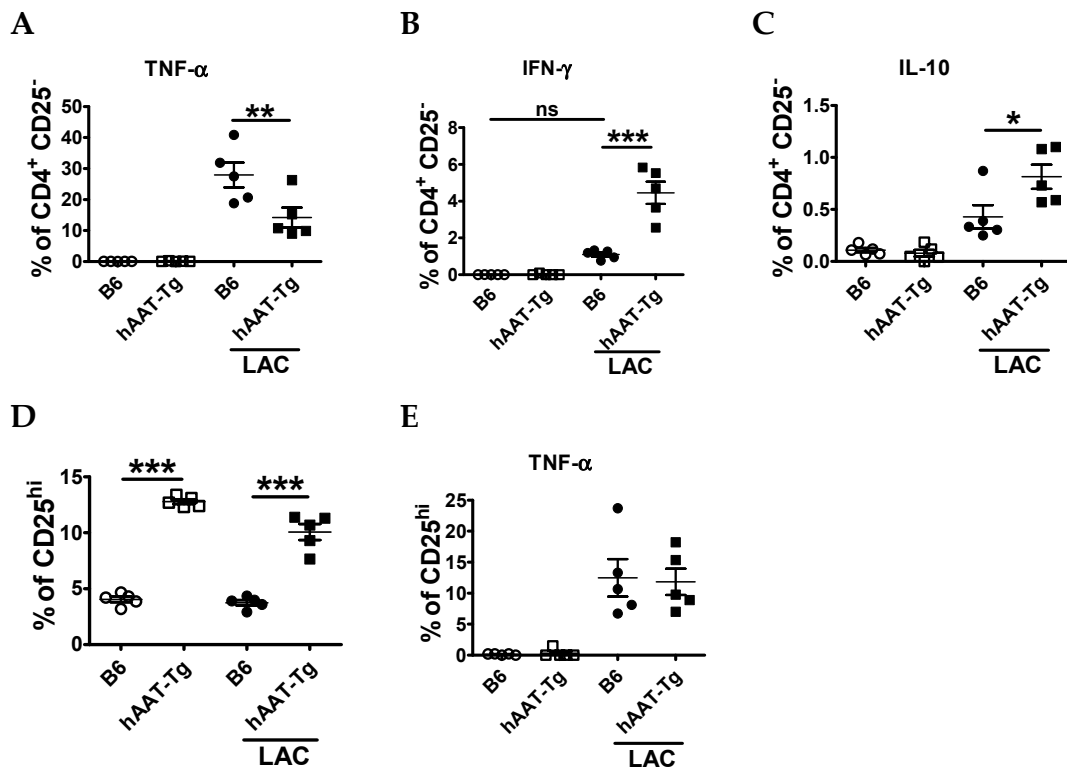 A
TNF-α
% of CD4⁺ CD25⁻
50
40
30
20
10
0
**
B6
hAAT-Tg
B6
hAAT-Tg
LAC
B
IFN-γ
% of CD4⁺ CD25⁻
8
6
4
2
0
ns
***
B6
hAAT-Tg
B6
hAAT-Tg
LAC
C
IL-10
% of CD4⁺ CD25⁻
1.5
1.0
0.5
0.0
*
B6
hAAT-Tg
B6
hAAT-Tg
LAC
D
% of CD25ʰⁱ
15
10
5
0
***
***
B6
hAAT-Tg
B6
hAAT-Tg
LAC
E
TNF-α
% of CD25ʰⁱ
25
20
15
10
5
0
B6
hAAT-Tg
B6
hAAT-Tg
LAC